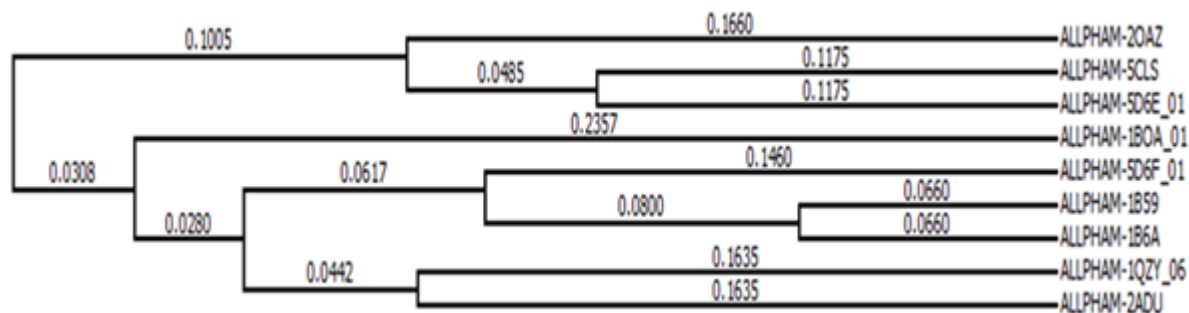 0.1660
ALLPHAM-2OAZ
0.1005
0.1175
ALLPHAM-5CLS
0.0485
0.1175
ALLPHAM-5D6E_01
0.2357
ALLPHAM-1BOA_01
0.0308
0.1460
ALLPHAM-5D6F_01
0.0617
0.0660
ALLPHAM-1B59
0.0800
0.0280
0.0660
ALLPHAM-1B6A
0.1635
ALLPHAM-1QZY_06
0.0442
0.1635
ALLPHAM-2ADU